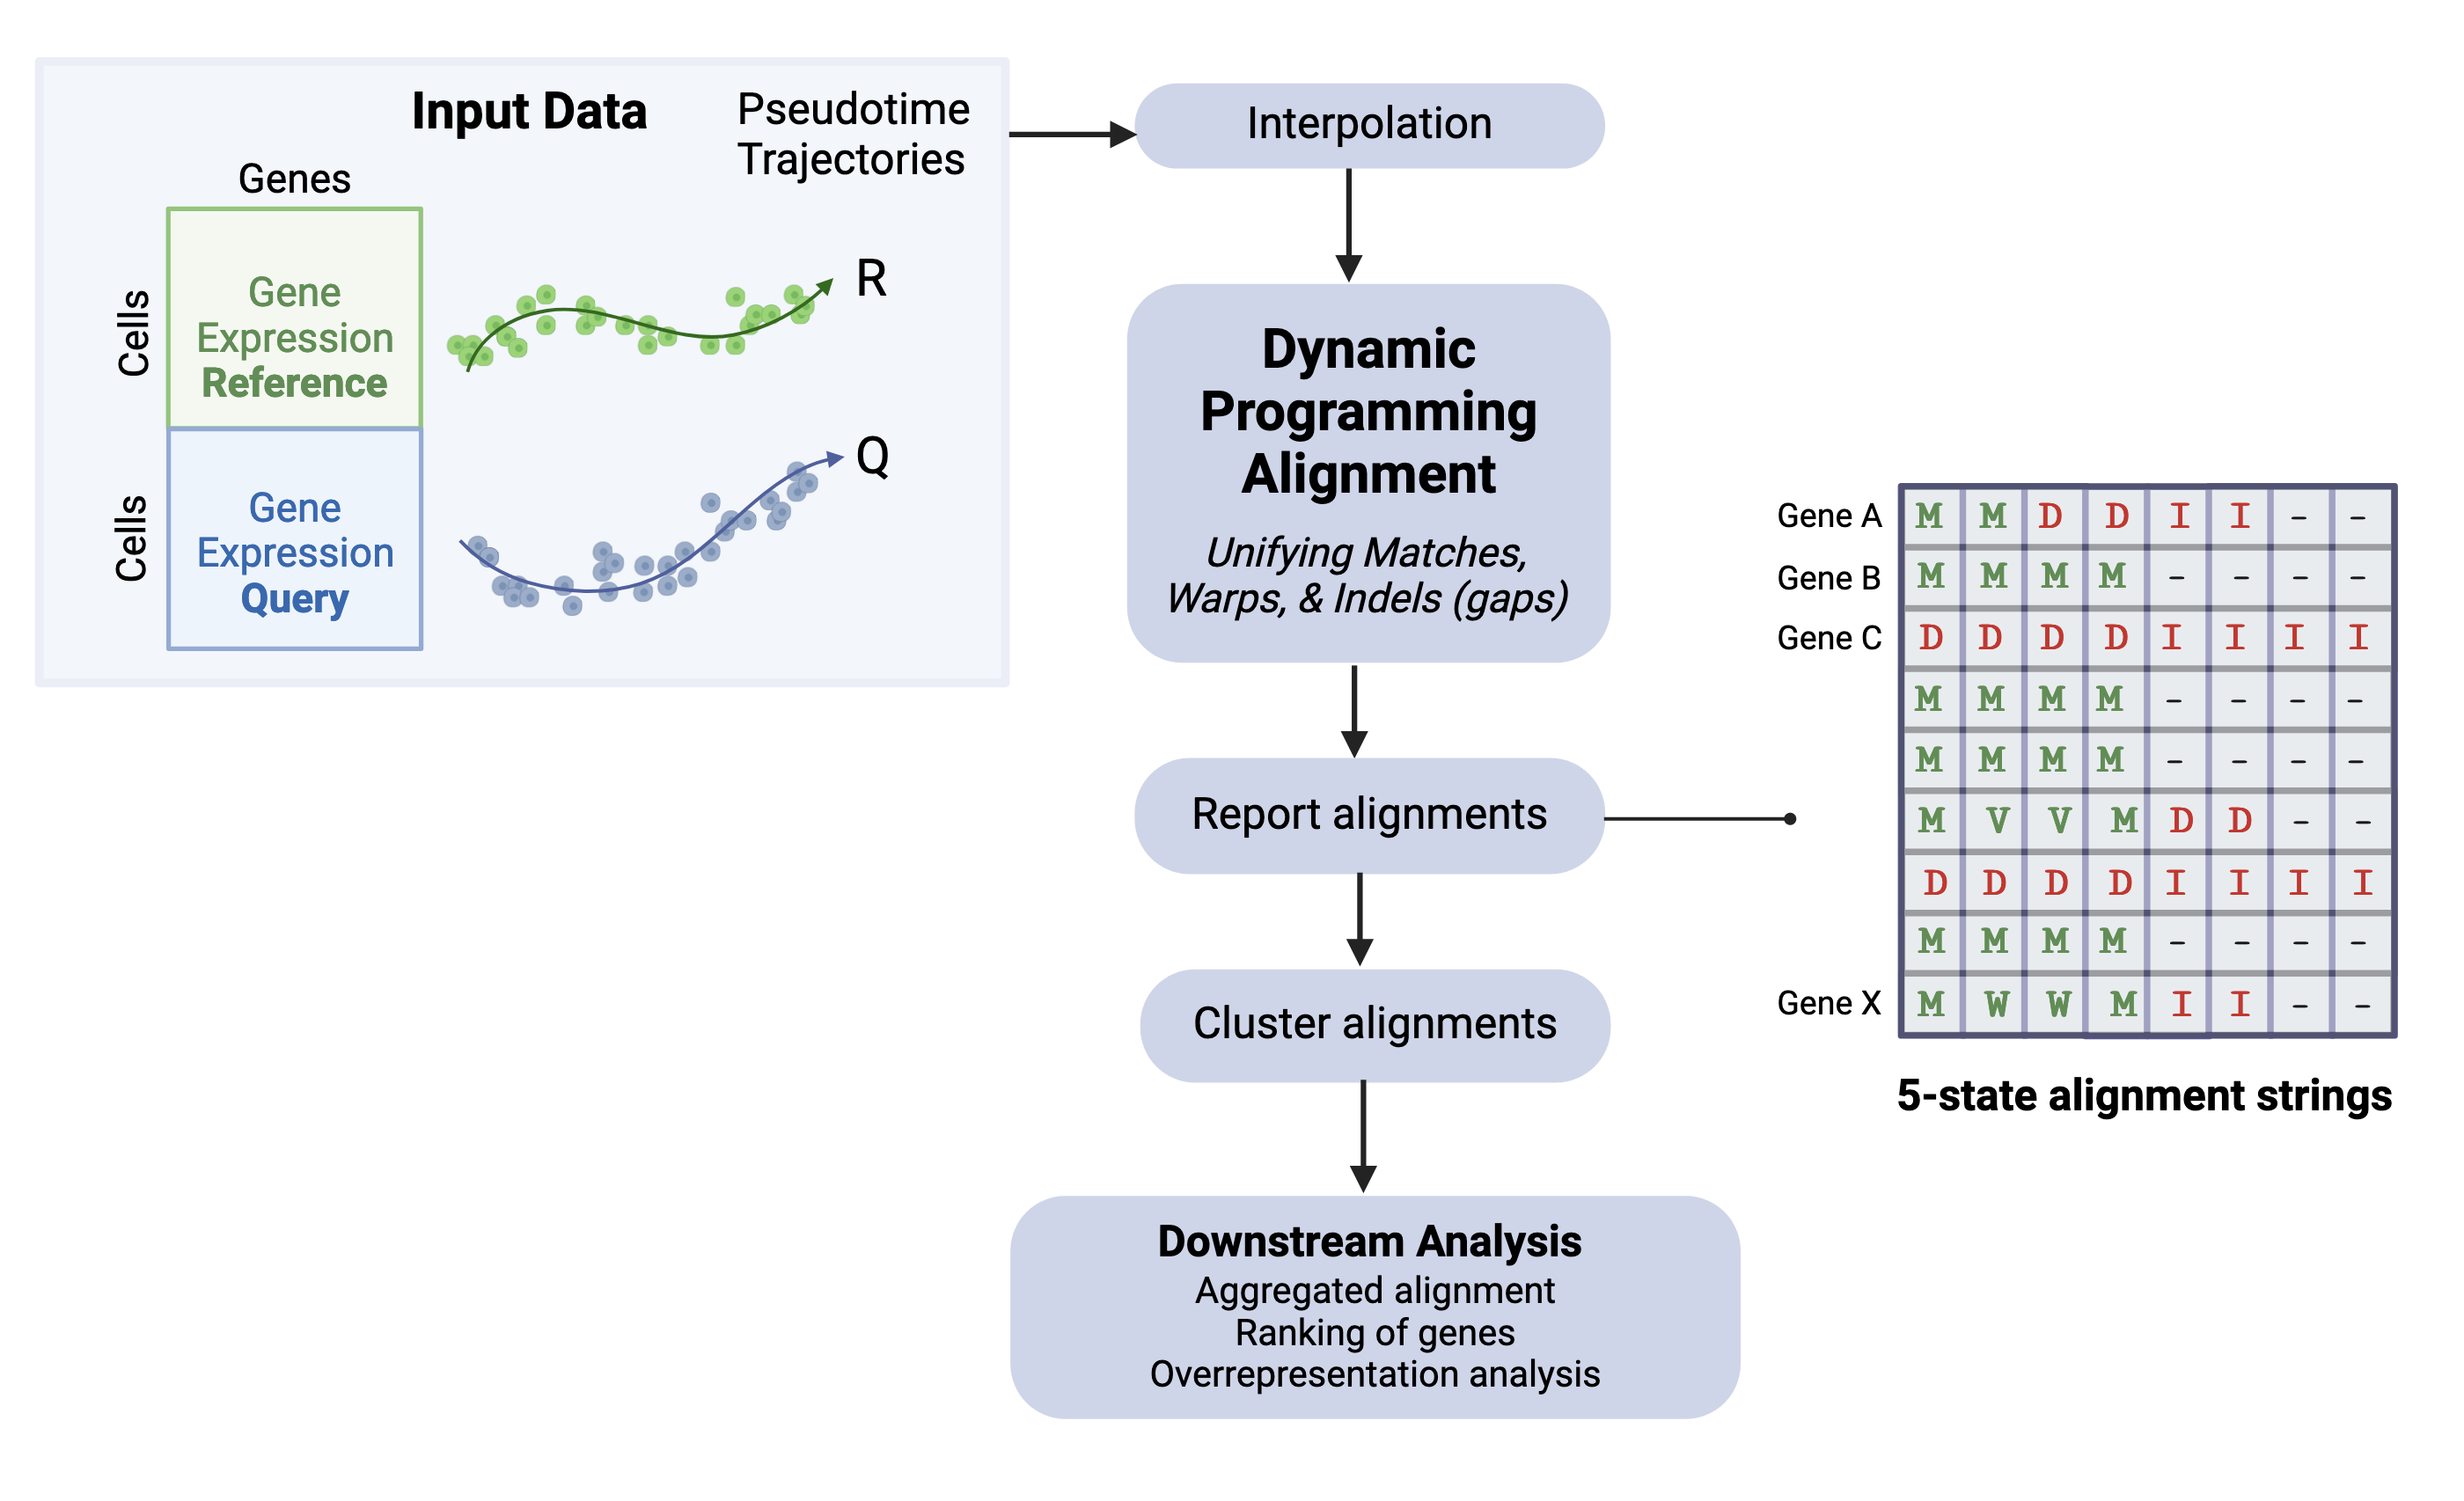 Input Data
Pseudotime
Trajectories
Genes
Cells
Gene
Expression
Reference
R
Cells
Gene
Expression
Query
Q
Interpolation
Dynamic
Programming
Alignment
Unifying Matches,
Warps, & Indels (gaps)
Report alignments
Cluster alignments
Downstream Analysis
Aggregated alignment
Ranking of genes
Overrepresentation analysis
Gene A M M D D I I - -
Gene B M M M M - - - -
Gene C D D D D I I I I
M M M M - - - -
M M M M - - - -
M V V M D D - -
D D D D I I I I
M M M M - - - -
Gene X M W W M I I - -
5-state alignment strings